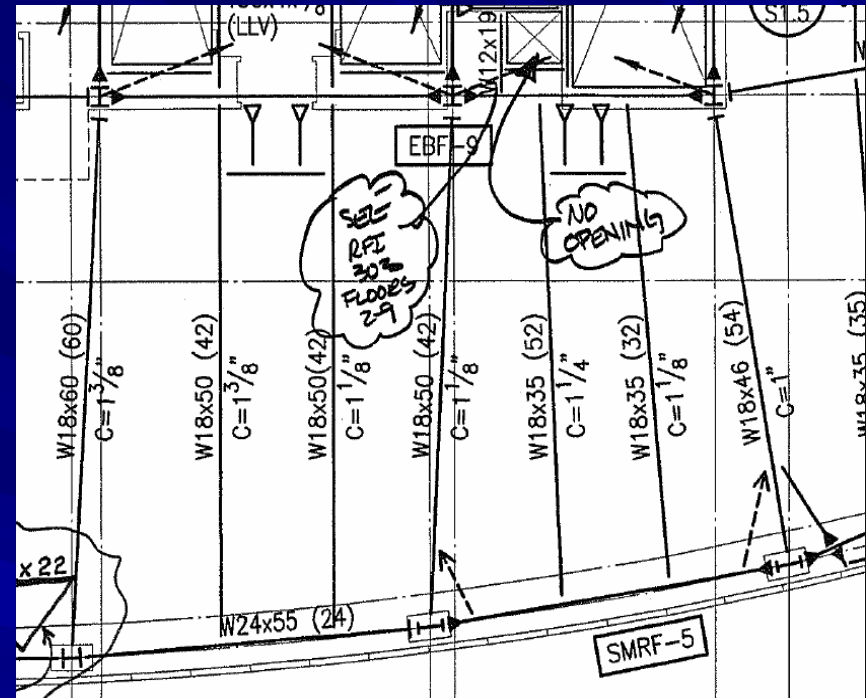 (LLV)
W12x19
S1.5
EBF-9
SEE
RFI
303
FLOORS
2-9
NO
OPENING
W18x60 (60)
C=1 3/8"
W18x50 (42)
C=1 3/8"
W18x50(42)
C=1 1/8"
W18x50 (42)
C=1 1/8"
W18x35 (52)
C=1 1/4"
W18x35 (32)
C=1 1/8"
W18x46 (54)
C=1"
W18x35 (35)
x 22
W24x55 (24)
SMRF-5